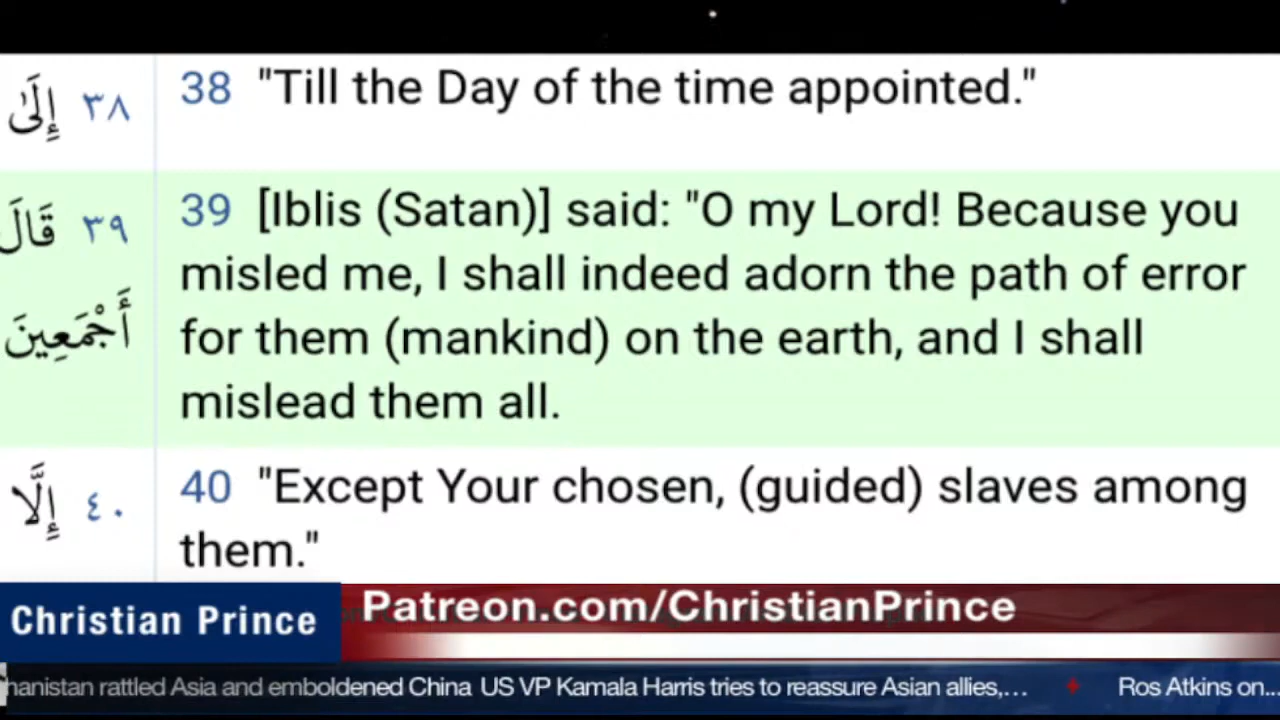 إِلَىٰ ٣٨ 38 "Till the Day of the time appointed."
قَالَ ٣٩ 39 [Iblis (Satan)] said: "O my Lord! Because you
misled me, I shall indeed adorn the path of error
أَجْمَعِينَ for them (mankind) on the earth, and I shall
mislead them all.
إِلَّا ٤٠ 40 "Except Your chosen, (guided) slaves among
them."
Christian Prince Patreon.com/ChristianPrince
hanistan rattled Asia and emboldened China US VP Kamala Harris tries to reassure Asian allies,... Ros Atkins on...